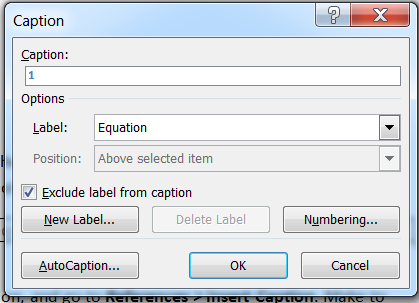 Caption
Caption:
1
Options
Label: Equation
Position: Above selected item
Exclude label from caption
New Label... Delete Label Numbering...
AutoCaption... OK Cancel
on, and go to References > Insert Caption. Make to